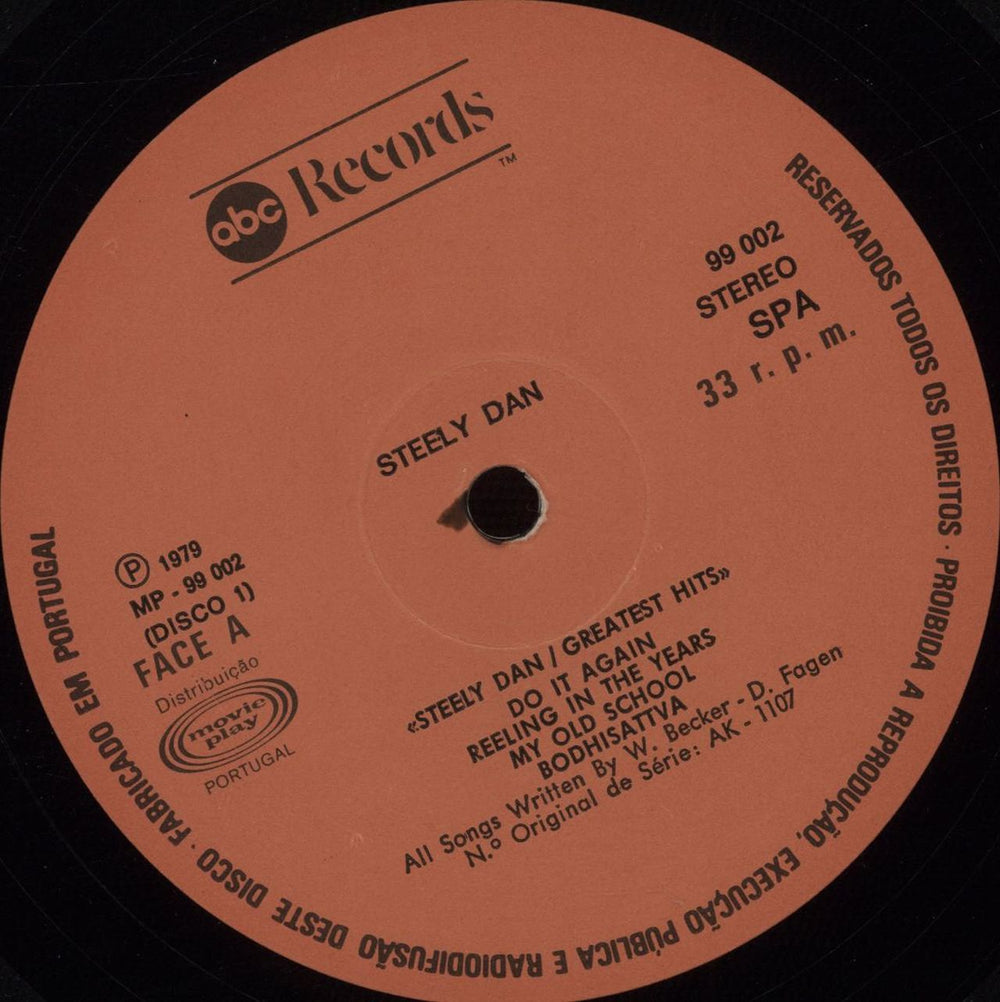 abc Records TM
99 002
STEREO
SPA
33 r. p. m.
STEELY DAN
Ⓟ 1979
MP - 99 002
(DISCO 1)
FACE A
Distribuição
movie
play
PORTUGAL
«STEELY DAN / GREATEST HITS»
DO IT AGAIN
REELING IN THE YEARS
MY OLD SCHOOL
BODHISATTVA
All Songs Written By W. Becker - D. Fagen
N.º Original de Série: AK - 1107
RESERVADOS TODOS OS DIREITOS · PROIBIDA A REPRODUÇÃO, EXECUÇÃO PÚBLICA E RADIODIFUSÃO DESTE DISCO · FABRICADO EM PORTUGAL